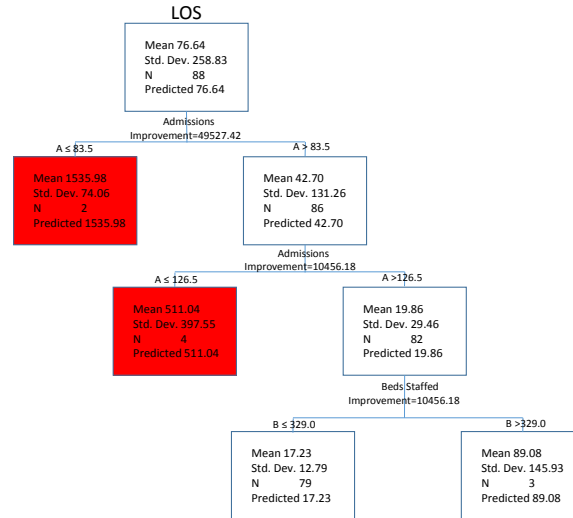 LOS
Mean 76.64
Std. Dev. 258.83
N 88
Predicted 76.64
Admissions
Improvement=49527.42
A ≤ 83.5
A > 83.5
Mean 1535.98
Std. Dev. 74.06
N 2
Predicted 1535.98
Mean 42.70
Std. Dev. 131.26
N 86
Predicted 42.70
Admissions
Improvement=10456.18
A ≤ 126.5
A >126.5
Mean 511.04
Std. Dev. 397.55
N 4
Predicted 511.04
Mean 19.86
Std. Dev. 29.46
N 82
Predicted 19.86
Beds Staffed
Improvement=10456.18
B ≤ 329.0
B >329.0
Mean 17.23
Std. Dev. 12.79
N 79
Predicted 17.23
Mean 89.08
Std. Dev. 145.93
N 3
Predicted 89.08